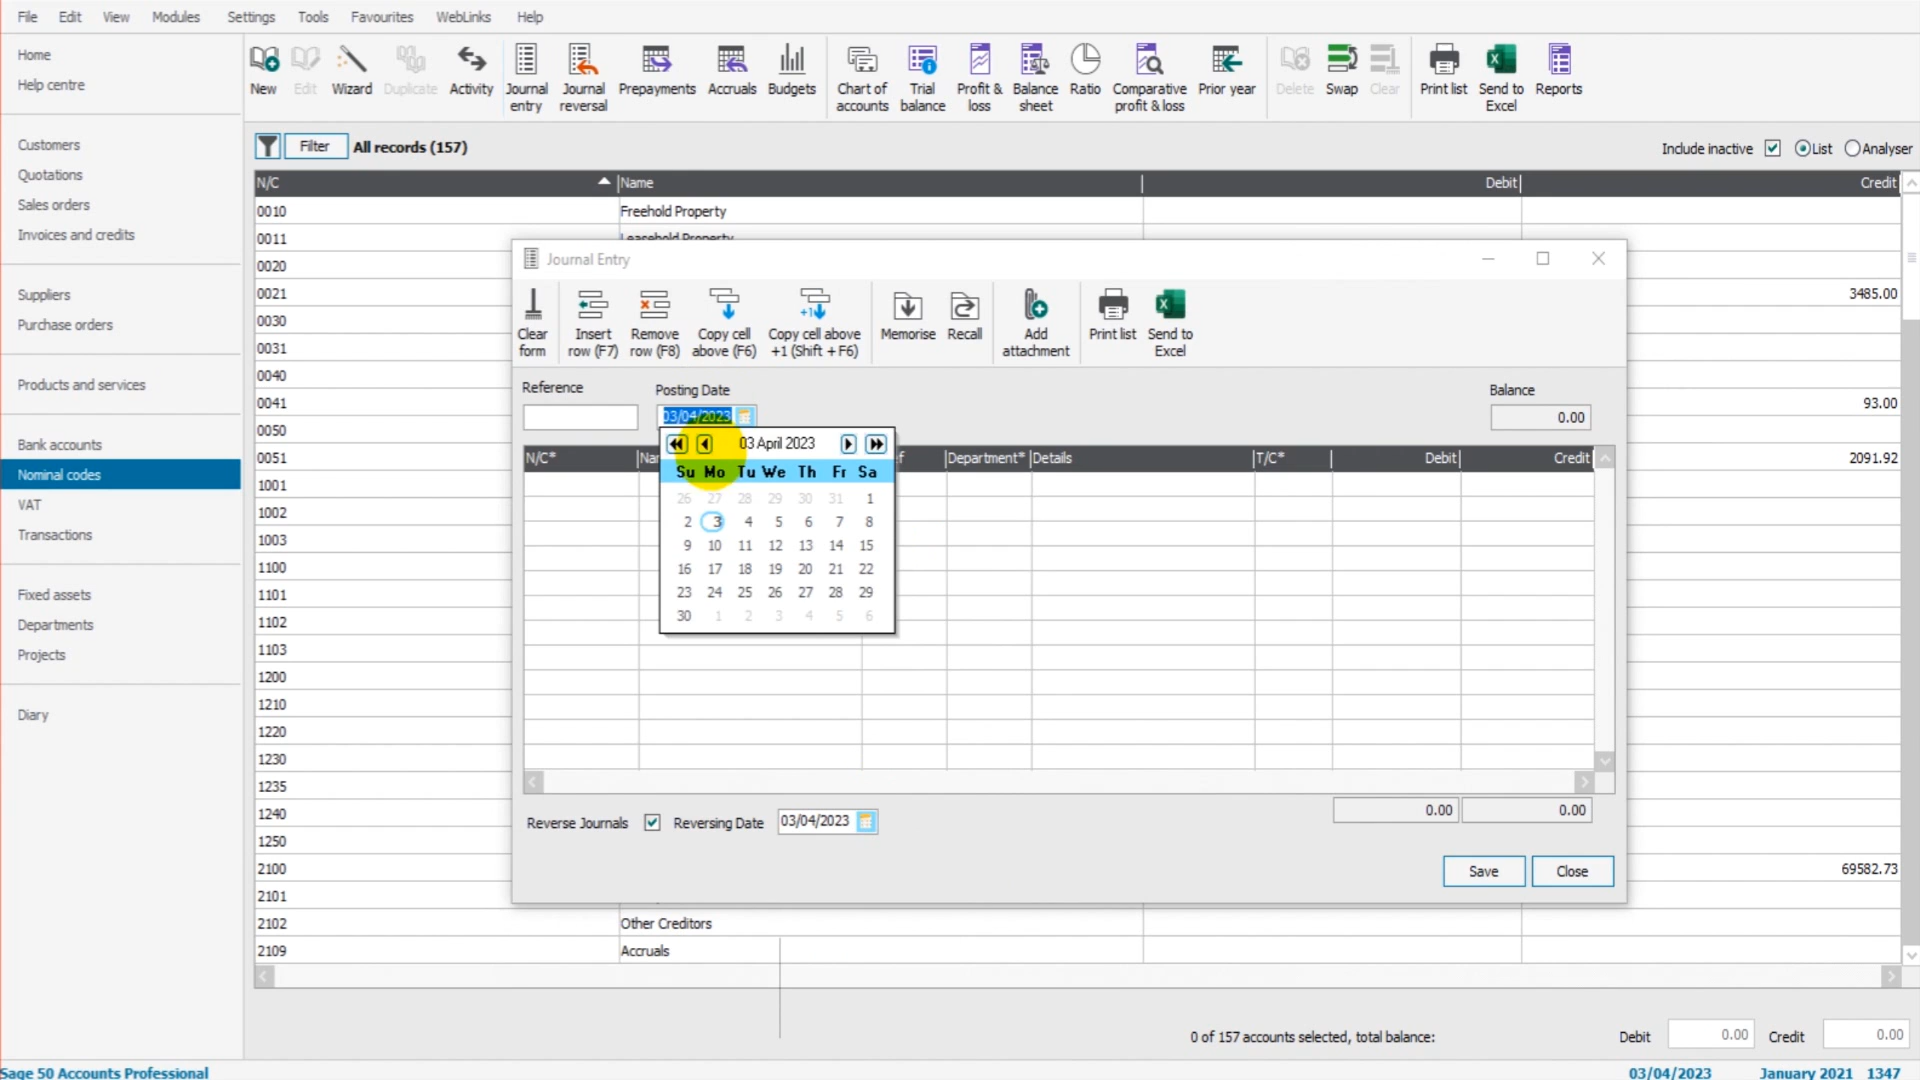 File Edit View Modules Settings Tools Favourites WebLinks Help
Home
Help centre
Customers
Quotations
Sales orders
Invoices and credits
Suppliers
Purchase orders
Products and services
Bank accounts
Nominal codes
VAT
Transactions
Fixed assets
Departments
Projects
Diary
New Edit Wizard Duplicate Activity Journal entry Journal reversal Prepayments Accruals Budgets Chart of accounts Trial balance Profit & loss Balance sheet Ratio Comparative profit & loss Prior year Delete Swap Clear Print list Send to Excel Reports
Filter All records (157) Include inactive List Analyser
N/C Name Debit Credit
0010 Freehold Property
0011 Leasehold Property
0020
0021 3485.00
0030
0031
0040
0041 93.00
0050
0051 2091.92
1001
1002
1003
1100
1101
1102
1103
1200
1210
1220
1230
1235
1240
1250
2100 69582.73
2101
2102 Other Creditors
2109 Accruals
Journal Entry
Clear form Insert row (F7) Remove row (F8) Copy cell above (F6) Copy cell above +1 (Shift + F6) Memorise Recall Add attachment Print list Send to Excel
Reference Posting Date Balance
03/04/2023 0.00
N/C* Department* Details T/C* Debit Credit
03 April 2023
Su Mo Tu We Th Fr Sa
26 27 28 29 30 31 1
2 3 4 5 6 7 8
9 10 11 12 13 14 15
16 17 18 19 20 21 22
23 24 25 26 27 28 29
30 1 2 3 4 5 6
0.00 0.00
Reverse Journals Reversing Date 03/04/2023
Save Close
0 of 157 accounts selected, total balance: Debit 0.00 Credit 0.00
Sage 50 Accounts Professional 03/04/2023 January 2021 1347